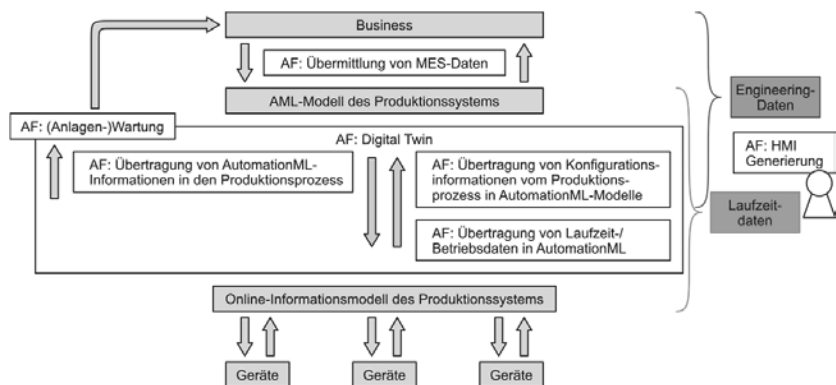 Business
AF: Übermittlung von MES-Daten
AML-Modell des Produktionssystems
Engineering-
Daten
AF: (Anlagen-)Wartung
AF: Digital Twin
AF: HMI
Generierung
AF: Übertragung von AutomationML-
Informationen in den Produktionsprozess
AF: Übertragung von Konfigurations-
informationen vom Produktions-
prozess in AutomationML-Modelle
Laufzeit-
daten
AF: Übertragung von Laufzeit-/
Betriebsdaten in AutomationML
Online-Informationsmodell des Produktionssystems
Geräte
Geräte
Geräte